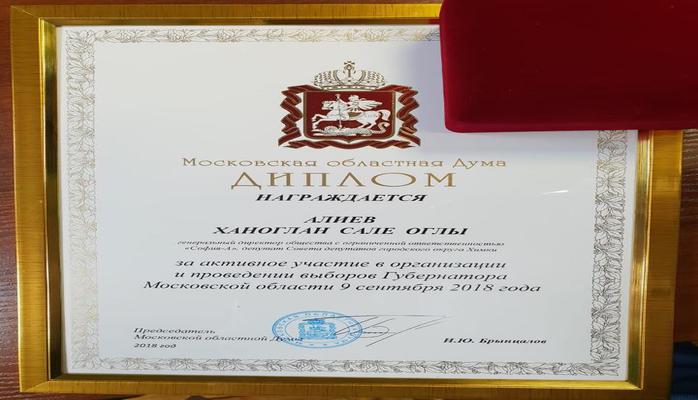 Московская областная Дума
ДИПЛОМ
НАГРАЖДАЕТСЯ
АЛИЕВ
ХАНОГЛАН САЛЕ ОГЛЫ
генеральный директор общества с ограниченной ответственностью
«София-А», депутат Совета депутатов городского округа Химки
за активное участие в организации
и проведении выборов Губернатора
Московской области 9 сентября 2018 года
Председатель
Московской областной Думы
2018 год
И.Ю. Брынцалов